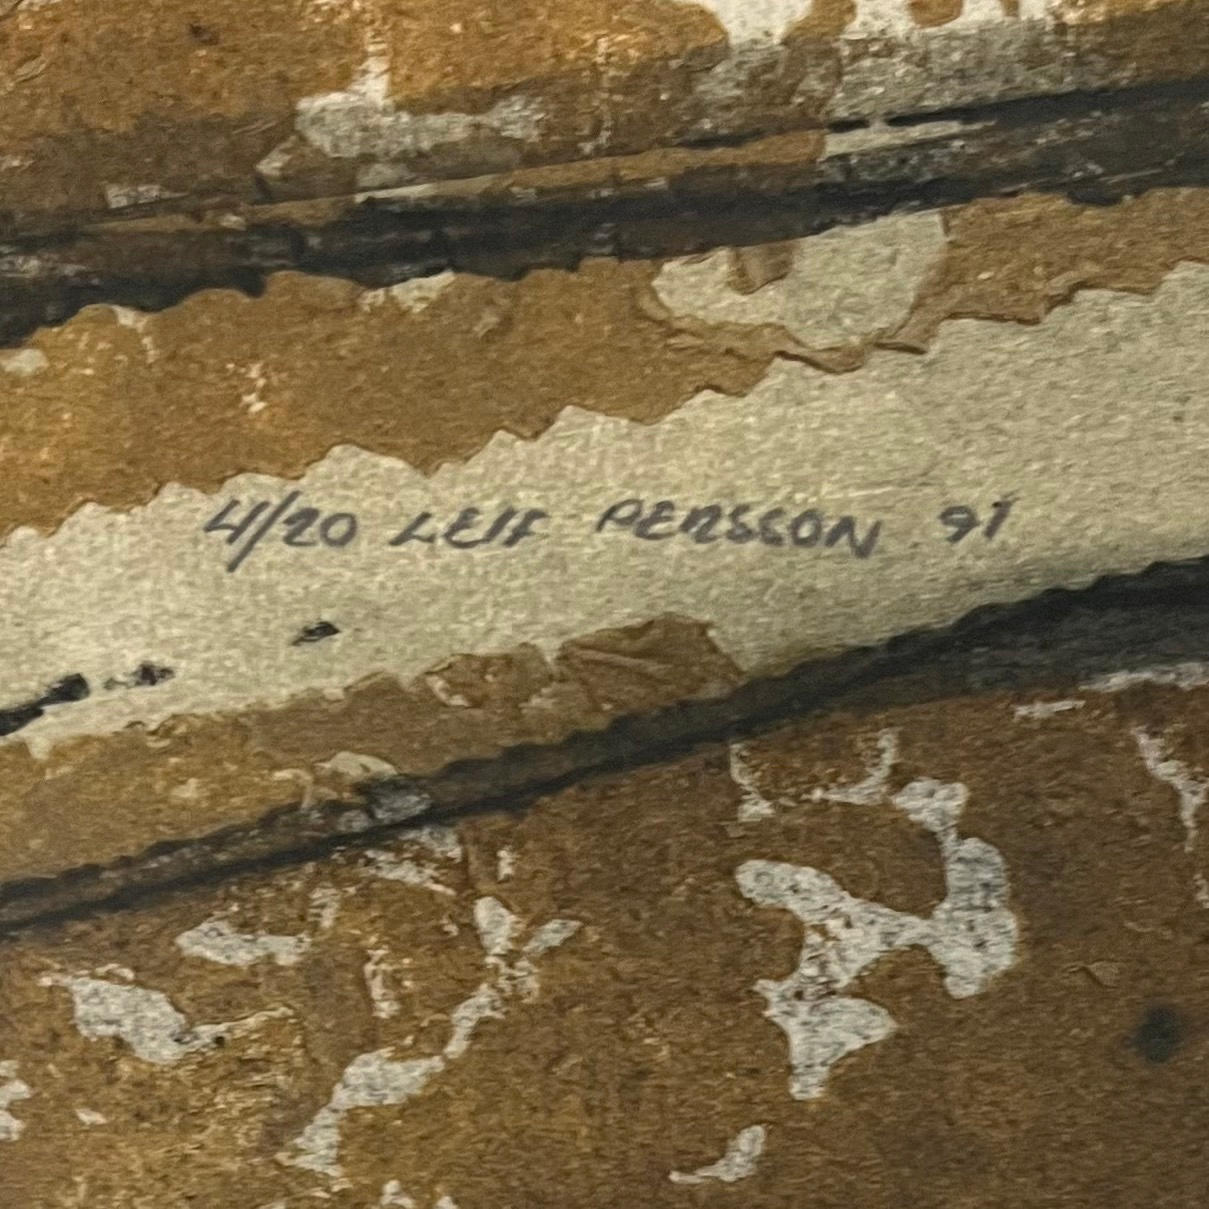 4/20 LEIF PERSSON 91